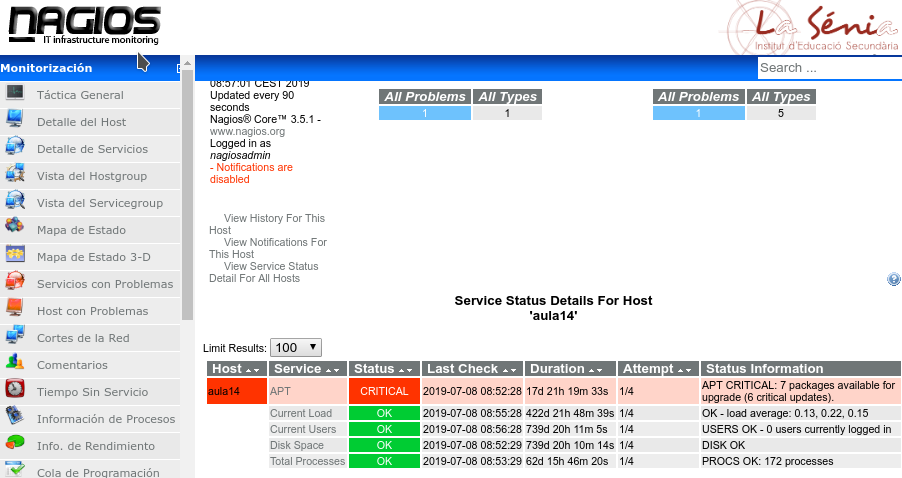 NAGIOS
IT infrastructure monitoring
La Sénia
Institut d'Educació Secundària
Monitorización
Search ...
Táctica General
Detalle del Host
Detalle de Servicios
Vista del Hostgroup
Vista del Servicegroup
Mapa de Estado
Mapa de Estado 3-D
Servicios con Problemas
Host con Problemas
Cortes de la Red
Comentarios
Tiempo Sin Servicio
Información de Procesos
Info. de Rendimiento
Cola de Programación
08:57:01 CEST 2019
Updated every 90
seconds
Nagios® Core™ 3.5.1 -
www.nagios.org
Logged in as
nagiosadmin
- Notifications are
disabled
All Problems All Types
1 1
All Problems All Types
1 5
View History For This
Host
View Notifications For
This Host
View Service Status
Detail For All Hosts
Service Status Details For Host
'aula14'
Limit Results: 100
Host Service Status Last Check Duration Attempt Status Information
aula14 APT CRITICAL 2019-07-08 08:52:28 17d 21h 19m 33s 1/4 APT CRITICAL: 7 packages available for
upgrade (6 critical updates).
Current Load OK 2019-07-08 08:55:28 422d 21h 48m 39s 1/4 OK - load average: 0.13, 0.22, 0.15
Current Users OK 2019-07-08 08:56:28 739d 20h 11m 5s 1/4 USERS OK - 0 users currently logged in
Disk Space OK 2019-07-08 08:52:29 739d 20h 10m 14s 1/4 DISK OK
Total Processes OK 2019-07-08 08:53:29 62d 15h 46m 20s 1/4 PROCS OK: 172 processes